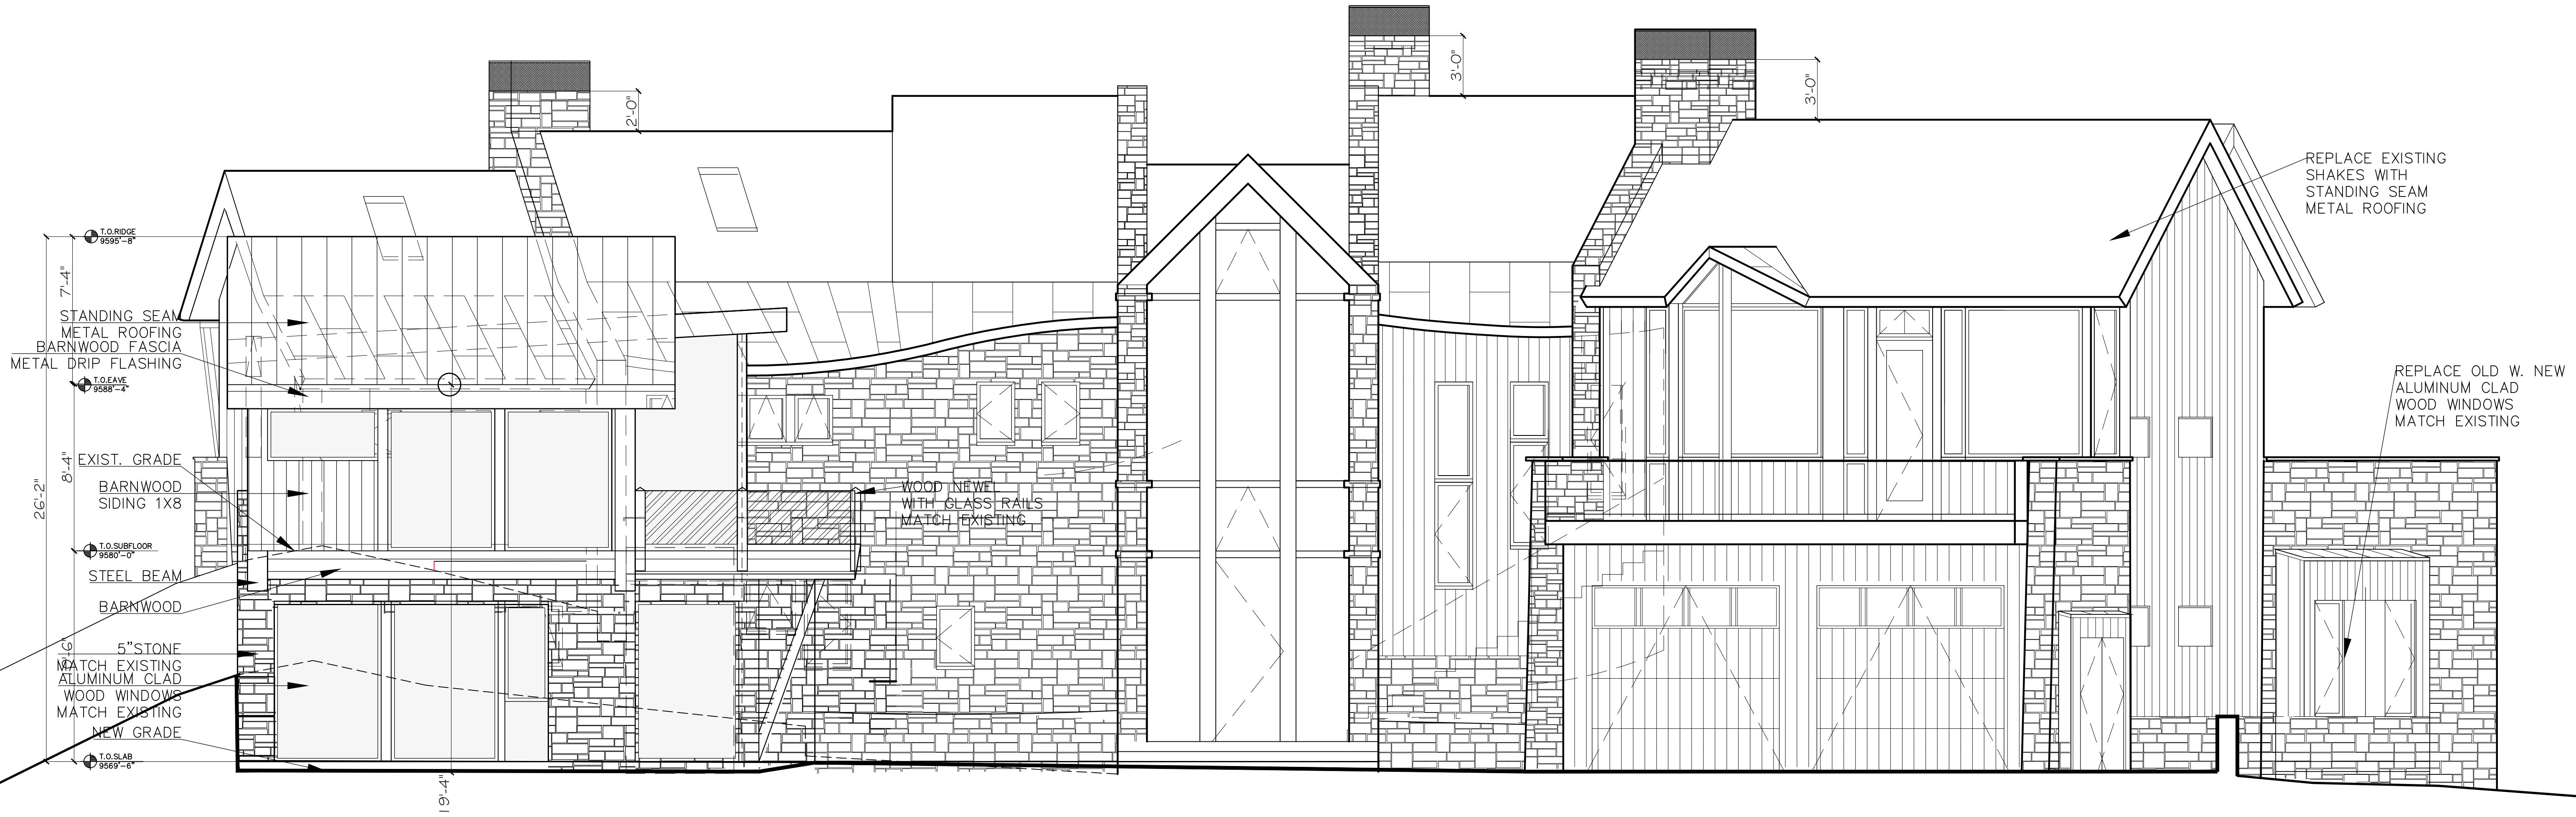 2'-0"
3'-0"
3'-0"
REPLACE EXISTING
SHAKES WITH
STANDING SEAM
METAL ROOFING
T.O.RIDGE
9595'-8"
7'-4"
STANDING SEAM
METAL ROOFING
BARNWOOD FASCIA
METAL DRIP FLASHING
T.O.EAVE
9588'-4"
REPLACE OLD W. NEW
ALUMINUM CLAD
WOOD WINDOWS
MATCH EXISTING
EXIST. GRADE
8'-4"
26'-2"
BARNWOOD
SIDING 1X8
WOOD NEWEL
WITH GLASS RAILS
MATCH EXISTING
T.O.SUBFLOOR
9580'-0"
STEEL BEAM
BARNWOOD
5"STONE
MATCH EXISTING
ALUMINUM CLAD
WOOD WINDOWS
MATCH EXISTING
NEW GRADE
T.O.SLAB
9569'-6"
19'-4"